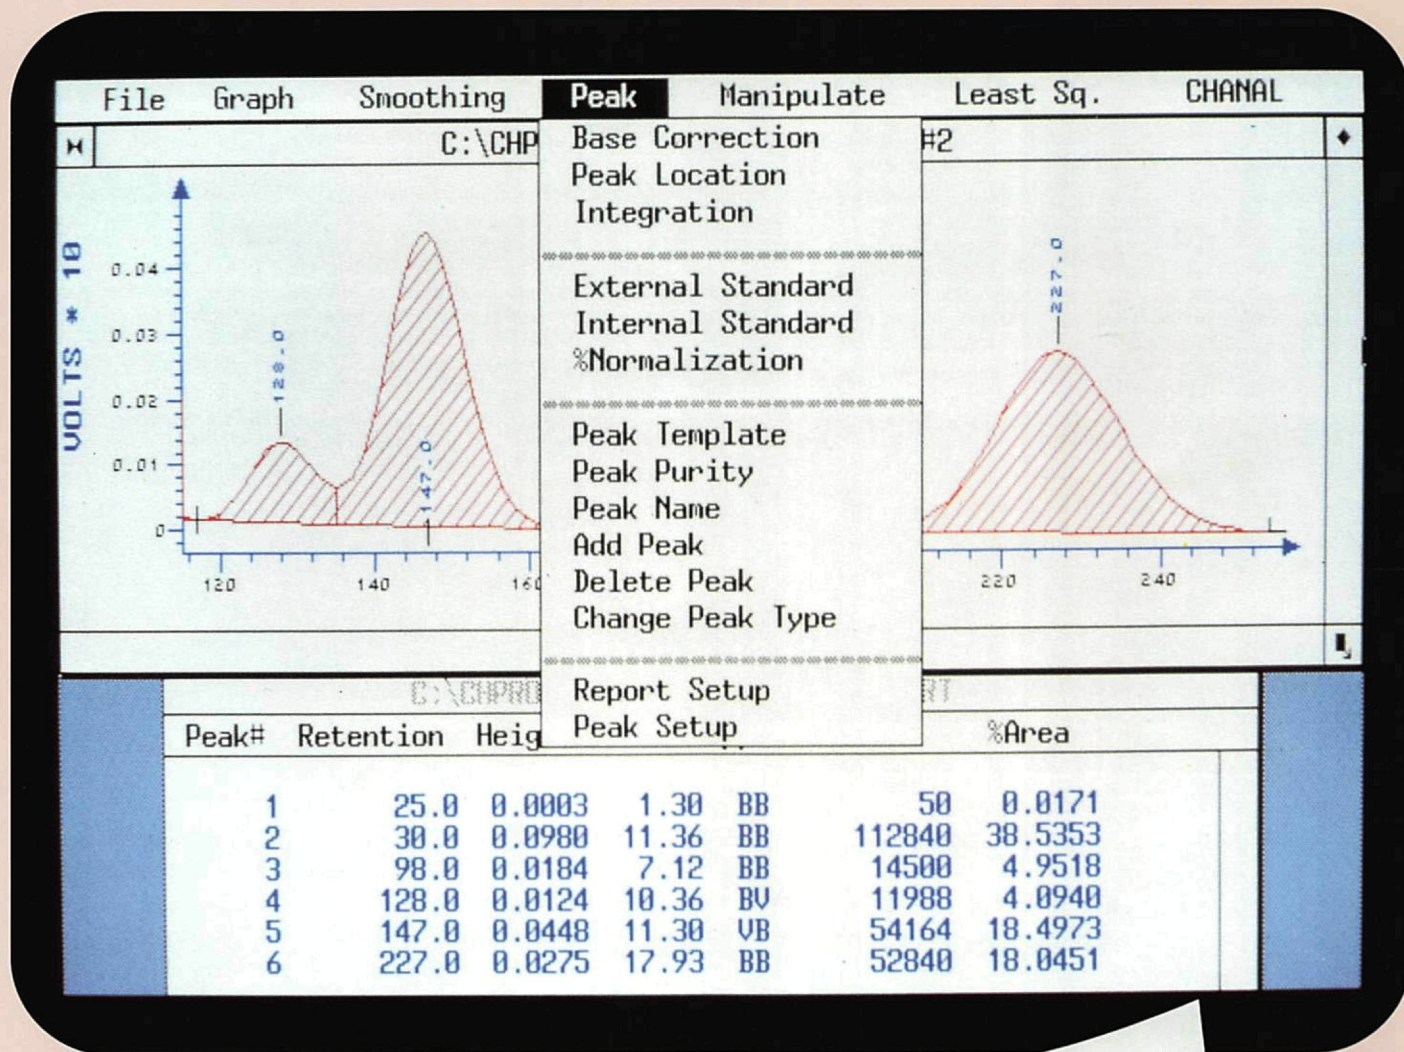 File Graph Smoothing Peak Manipulate Least Sq. CHANAL
C:\CHP #2
Base Correction
Peak Location
Integration
External Standard
Internal Standard
%Normalization
Peak Template
Peak Purity
Peak Name
Add Peak
Delete Peak
Change Peak Type
Report Setup
Peak Setup
VOLTS * 10
0.04
0.03
0.02
0.01
0
128.0
147.0
227.0
120 140 160 220 240
C:\CHPRO RT
Peak# Retention Heig %Area
1 25.0 0.0003 1.30 BB 50 0.0171
2 30.0 0.0980 11.36 BB 112840 38.5353
3 98.0 0.0184 7.12 BB 14500 4.9518
4 128.0 0.0124 10.36 BV 11988 4.0940
5 147.0 0.0448 11.30 VB 54164 18.4973
6 227.0 0.0275 17.93 BB 52840 18.0451